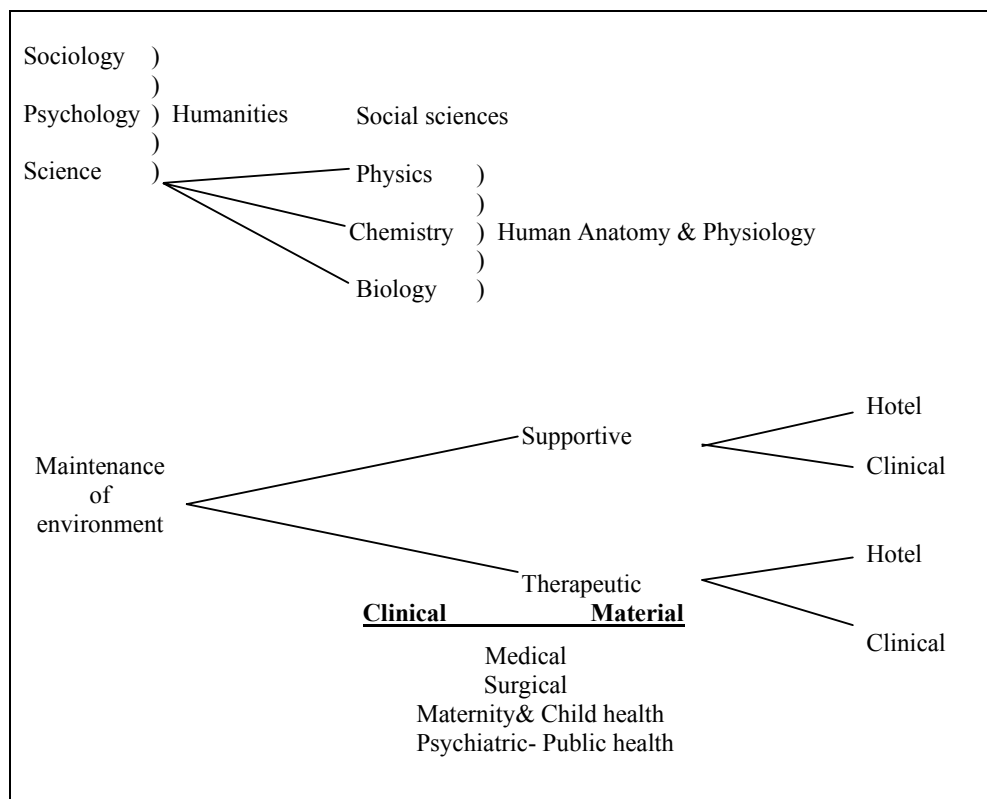 Sociology )
)
Psychology ) Humanities Social sciences
)
Science )
Physics )
)
Chemistry ) Human Anatomy & Physiology
)
Biology )
Hotel
Supportive
Clinical
Maintenance
of
environment
Hotel
Therapeutic
Clinical Material
Clinical
Medical
Surgical
Maternity& Child health
Psychiatric- Public health